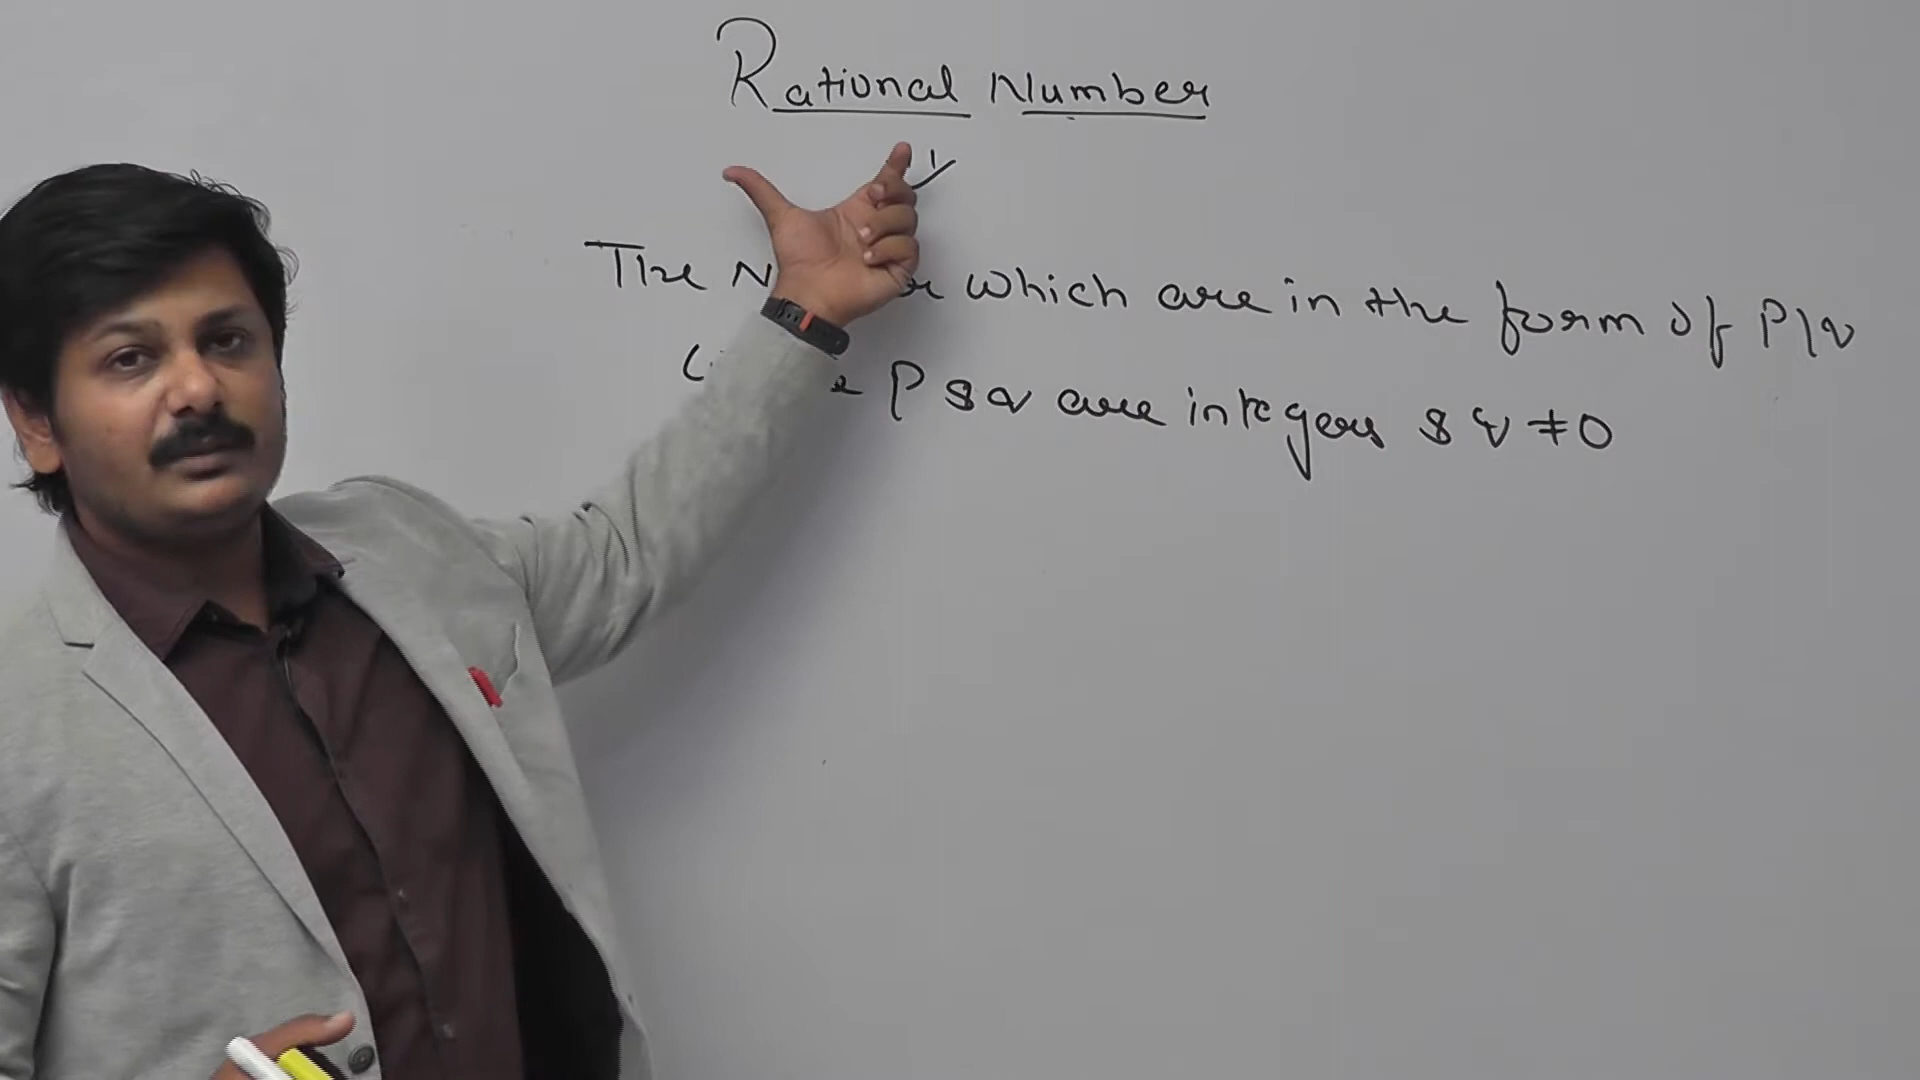 Rational Number
The which are in the form of P/q
P & q are integers & q ≠ 0